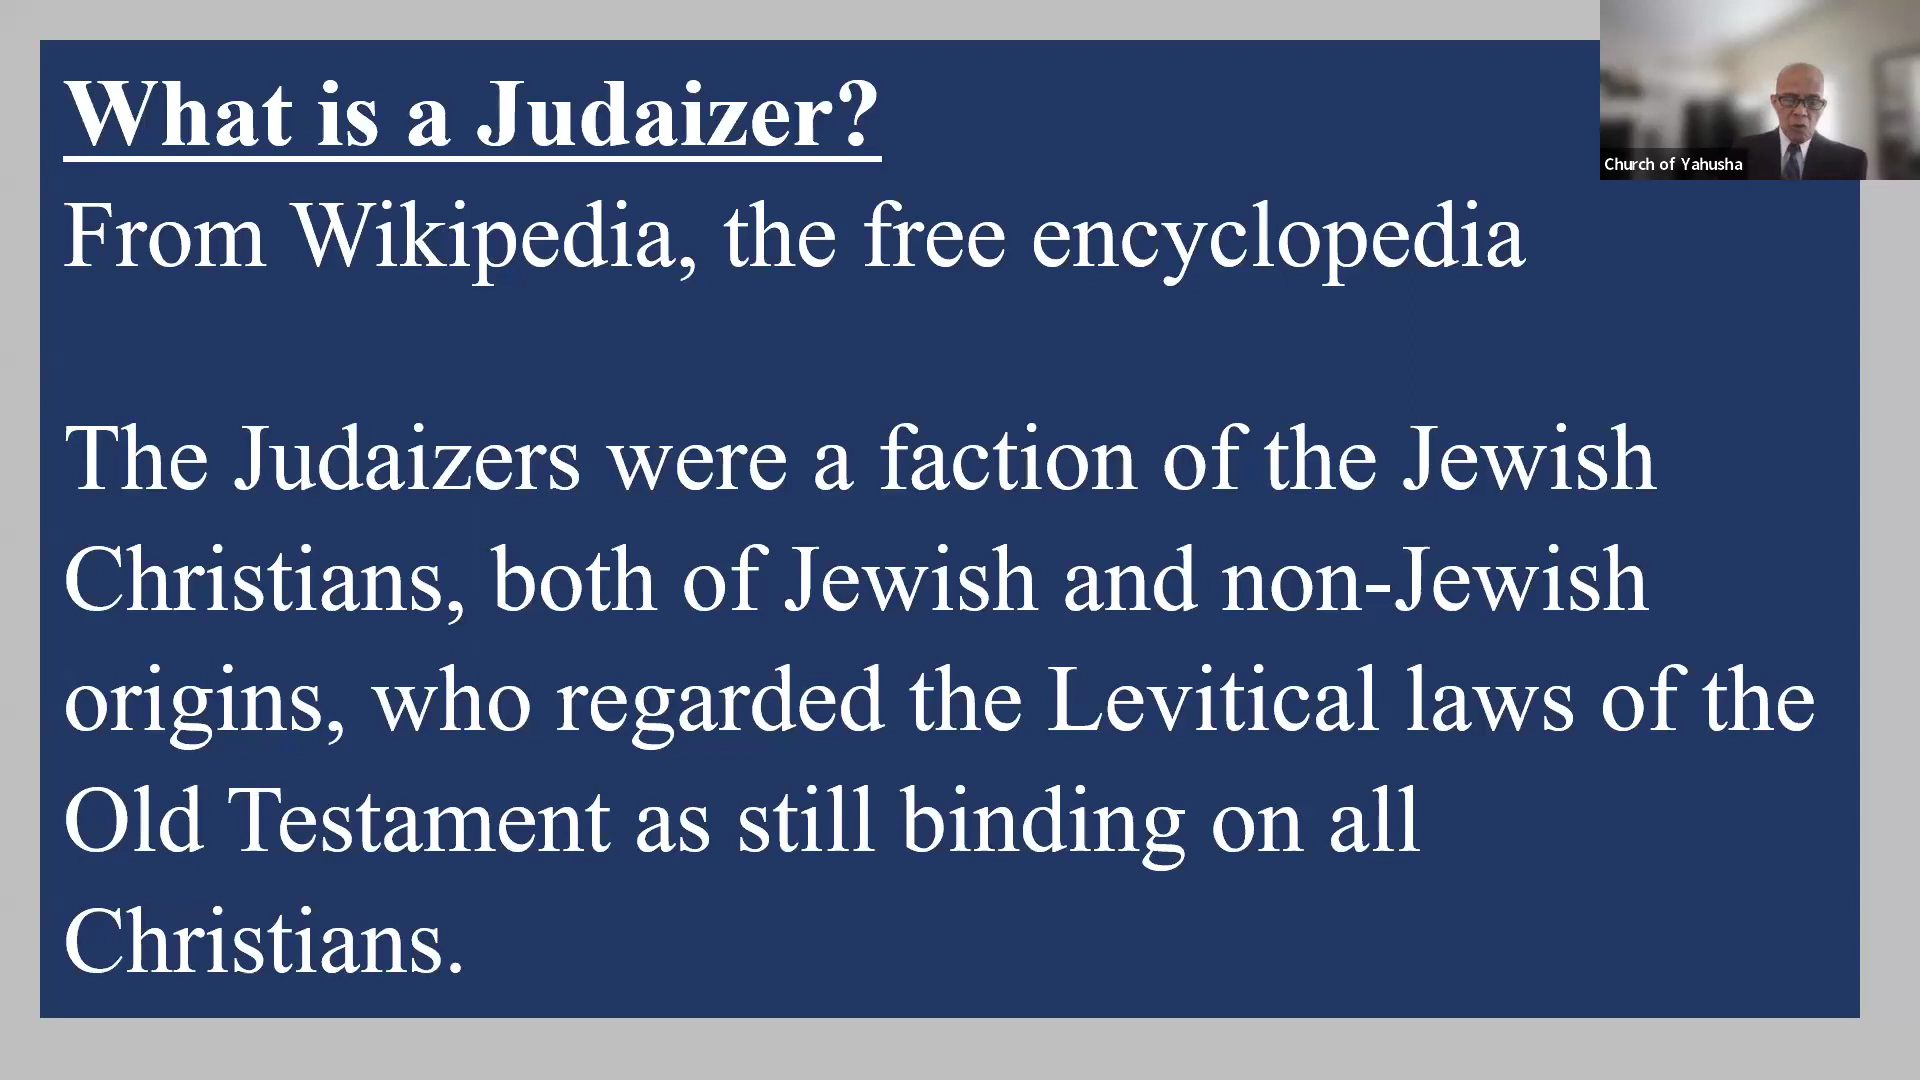 What is a Judaizer?
Church of Yahusha
From Wikipedia, the free encyclopedia
The Judaizers were a faction of the Jewish
Christians, both of Jewish and non-Jewish
origins, who regarded the Levitical laws of the
Old Testament as still binding on all
Christians.